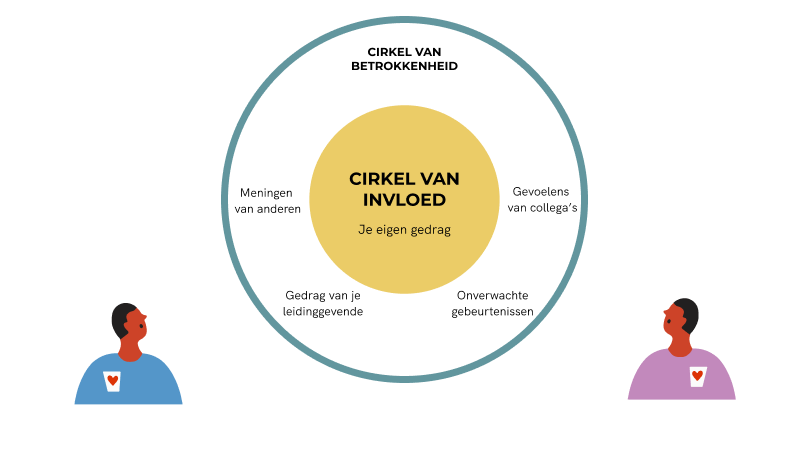 CIRKEL VAN
BETROKKENHEID
CIRKEL VAN
INVLOED
Je eigen gedrag
Meningen
van anderen
Gevoelens
van collega's
Gedrag van je
leidinggevende
Onverwachte
gebeurtenissen